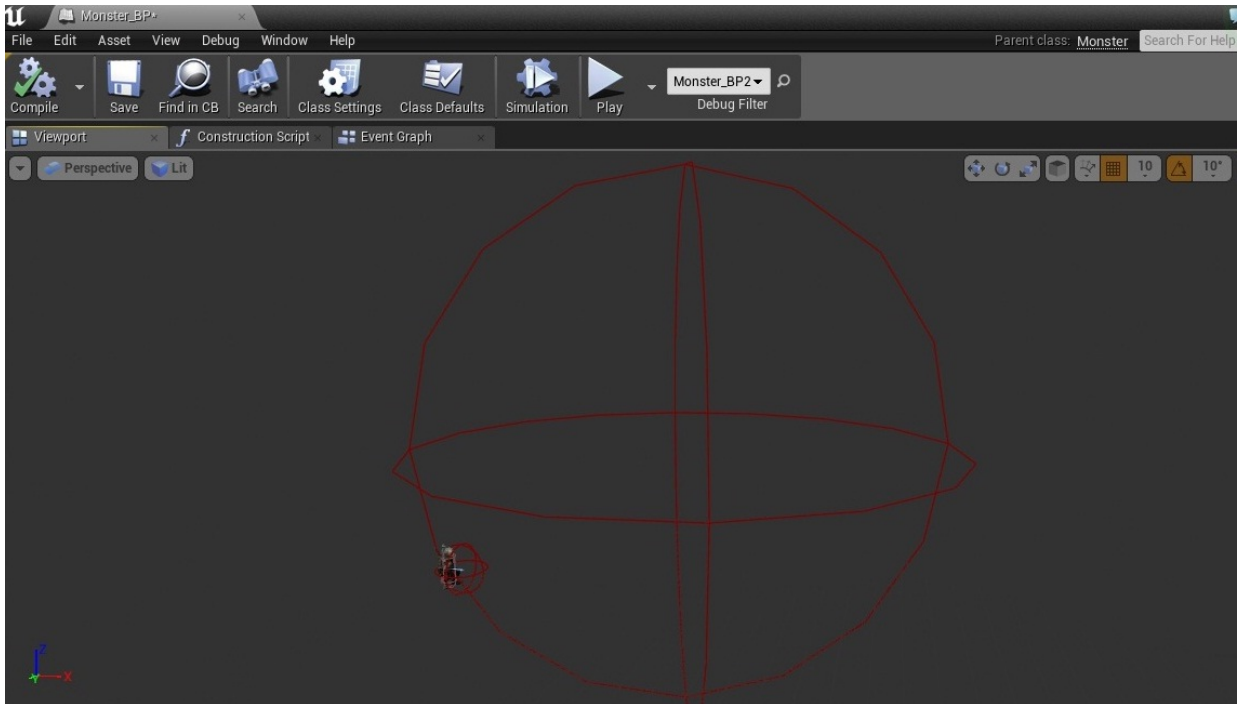 Monster_BP*
File Edit Asset View Debug Window Help Parent class: Monster Search For Help
Compile Save Find in CB Search Class Settings Class Defaults Simulation Play Monster_BP2 Debug Filter
Viewport Construction Script Event Graph
Perspective Lit 10 10°
Z
X
Y